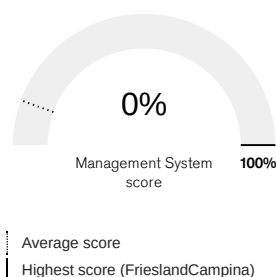 0%
Management System 100%
score
Average score
Highest score (FrieslandCampina)